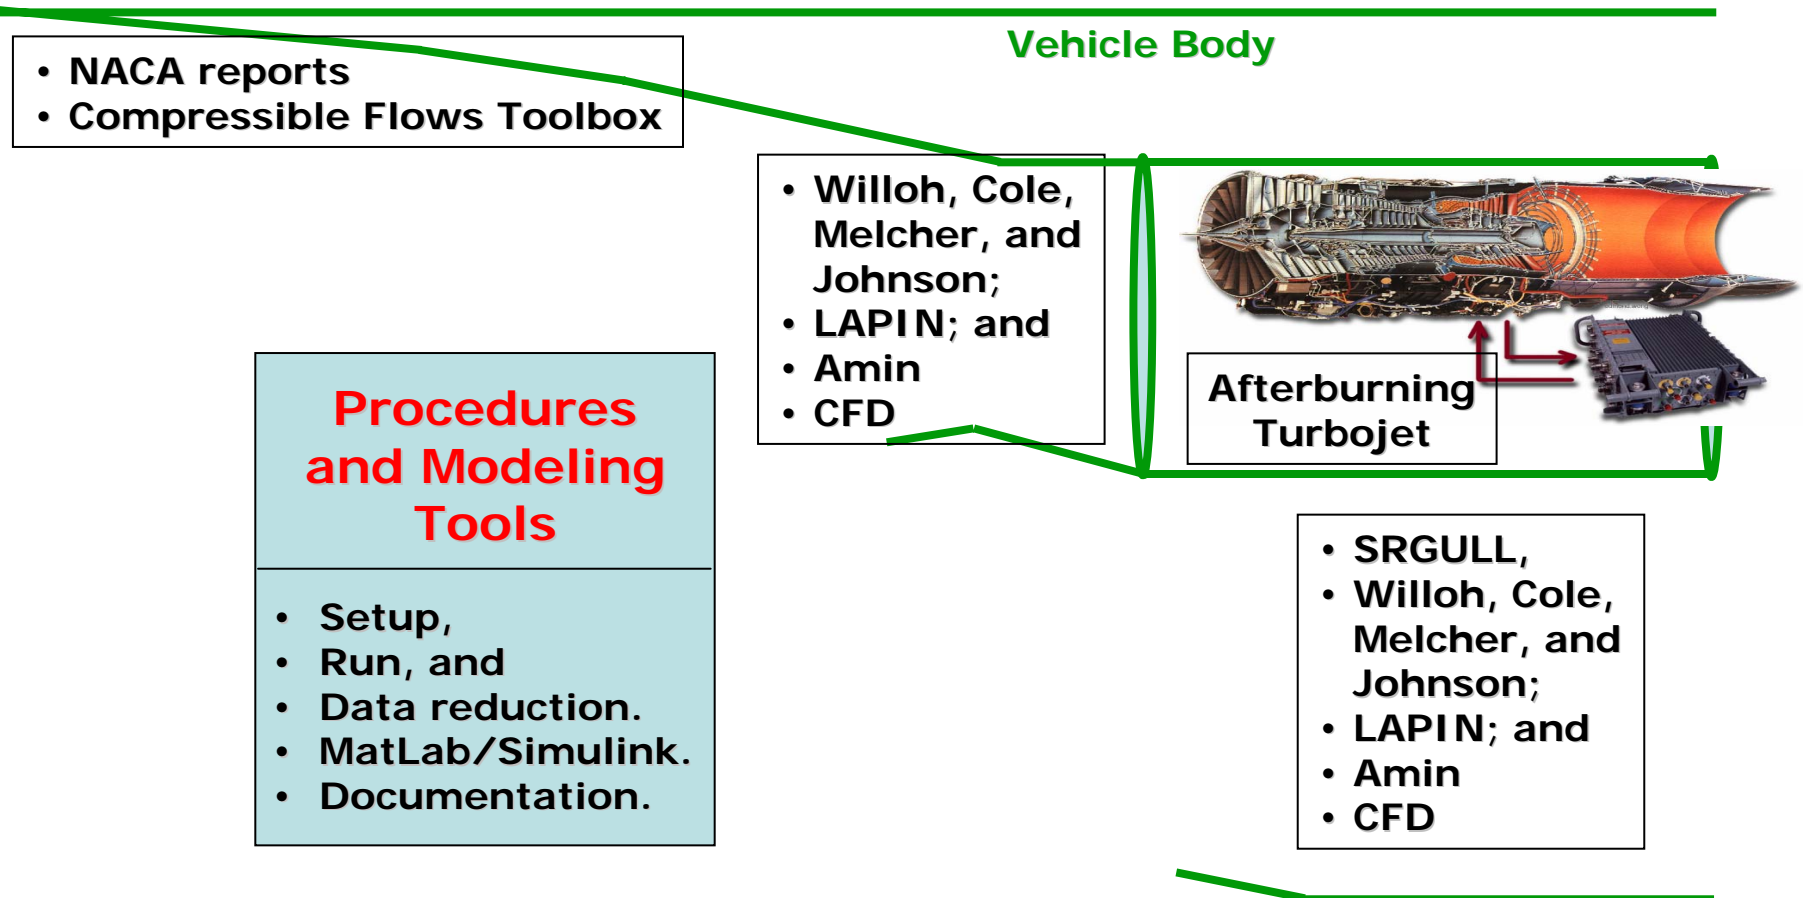 Vehicle Body
• NACA reports
• Compressible Flows Toolbox
• Willoh, Cole,
Melcher, and
Johnson;
• LAPIN; and
• Amin
• CFD
Afterburning
Turbojet
Procedures
and Modeling
Tools
• Setup,
• Run, and
• Data reduction.
• MatLab/Simulink.
• Documentation.
• SRGULL,
• Willoh, Cole,
Melcher, and
Johnson;
• LAPIN; and
• Amin
• CFD